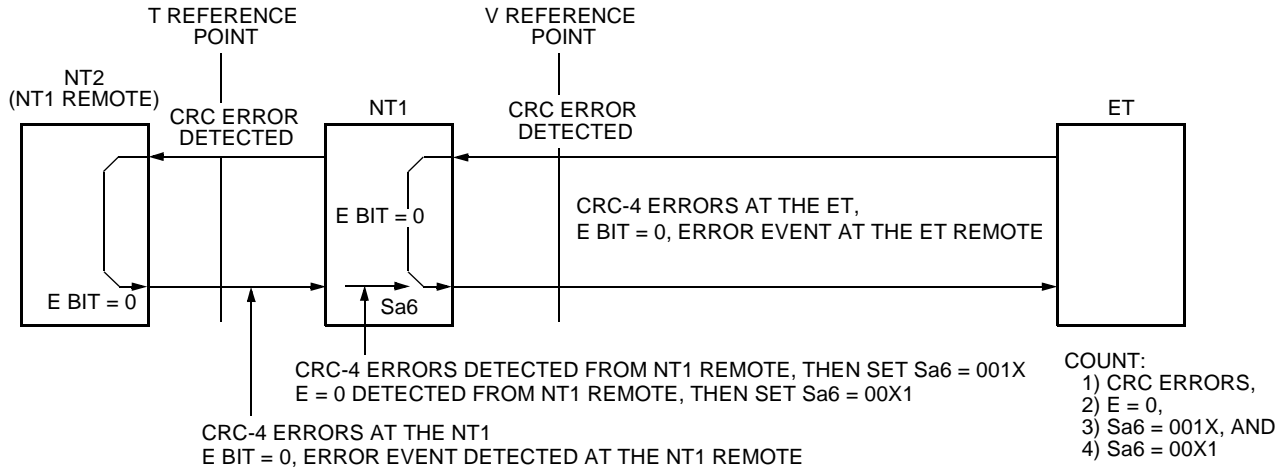 T REFERENCE
POINT
V REFERENCE
POINT
NT2
(NT1 REMOTE)
CRC ERROR
DETECTED
NT1
CRC ERROR
DETECTED
ET
E BIT = 0
CRC-4 ERRORS AT THE ET,
E BIT = 0, ERROR EVENT AT THE ET REMOTE
E BIT = 0
Sa6
CRC-4 ERRORS DETECTED FROM NT1 REMOTE, THEN SET Sa6 = 001X
E = 0 DETECTED FROM NT1 REMOTE, THEN SET Sa6 = 00X1
CRC-4 ERRORS AT THE NT1
E BIT = 0, ERROR EVENT DETECTED AT THE NT1 REMOTE
COUNT:
1) CRC ERRORS,
2) E = 0,
3) Sa6 = 001X, AND
4) Sa6 = 00X1